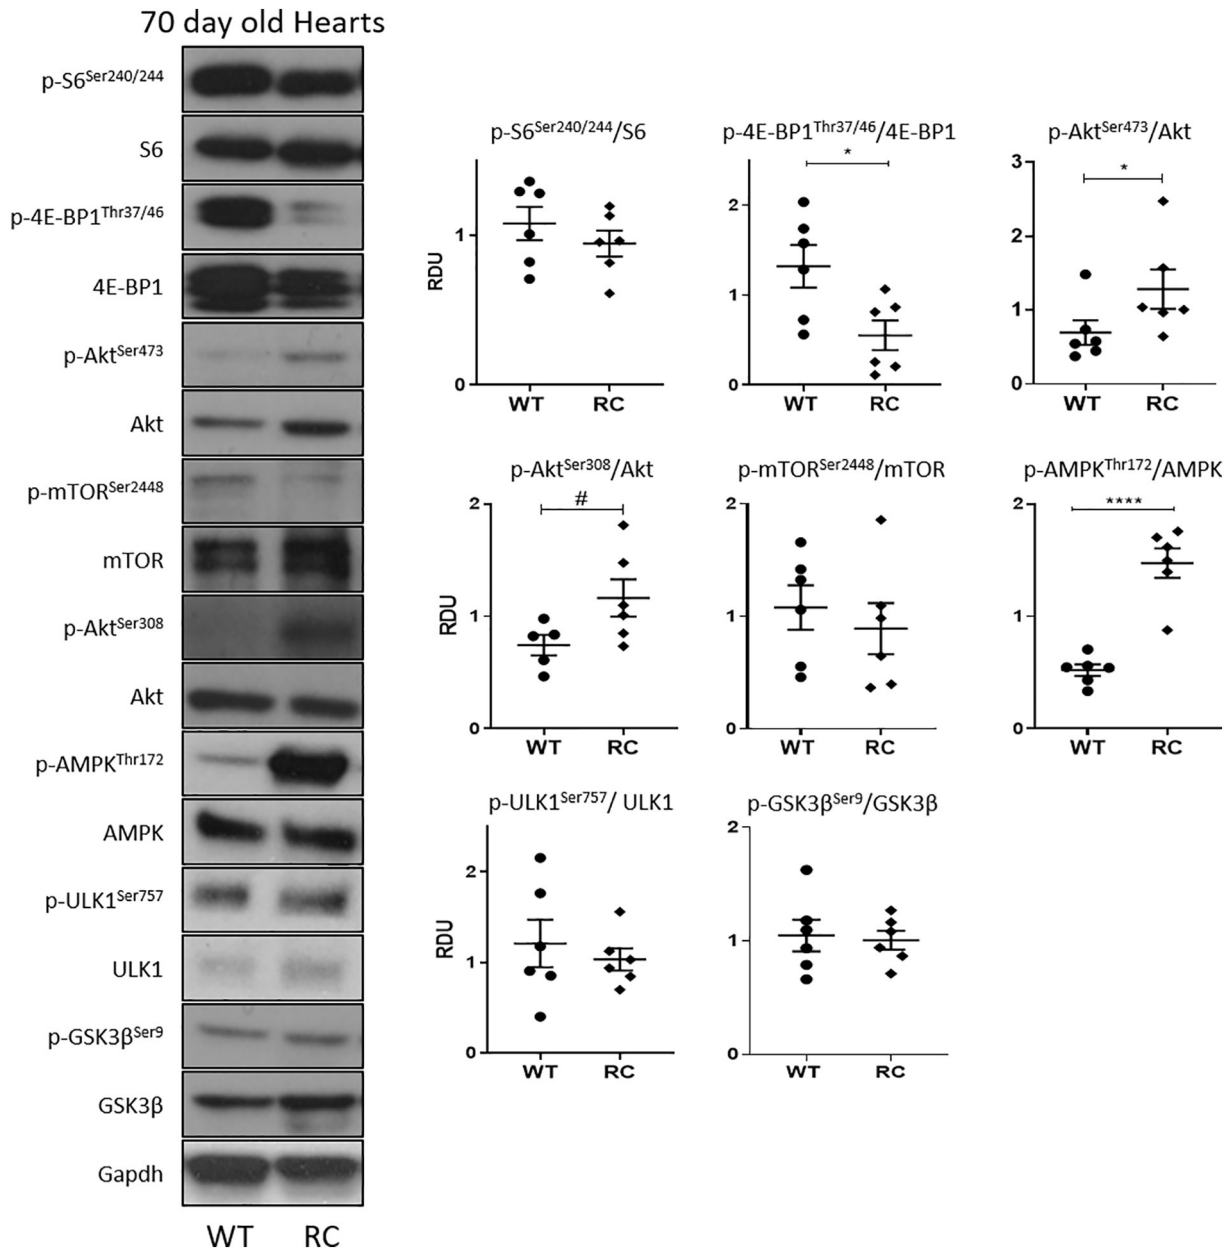 70 day old Hearts
p-S6Ser240/244
S6
p-4E-BP1Thr37/46
4E-BP1
p-AktSer473
Akt
p-mTORSer2448
mTOR
p-AktSer308
Akt
p-AMPKThr172
AMPK
p-ULK1Ser757
ULK1
p-GSK3βSer9
GSK3β
Gapdh
WT RC
p-S6Ser240/244/S6
RDU
1
0
WT RC
p-4E-BP1Thr37/46/4E-BP1
*
2
1
0
WT RC
p-AktSer473/Akt
*
3
2
1
0
WT RC
p-AktSer308/Akt
#
RDU
2
1
0
WT RC
p-mTORSer2448/mTOR
2
1
0
WT RC
p-AMPKThr172/AMPK
****
2
1
0
WT RC
p-ULK1Ser757/ ULK1
RDU
2
1
0
WT RC
p-GSK3βSer9/GSK3β
2
1
0
WT RC